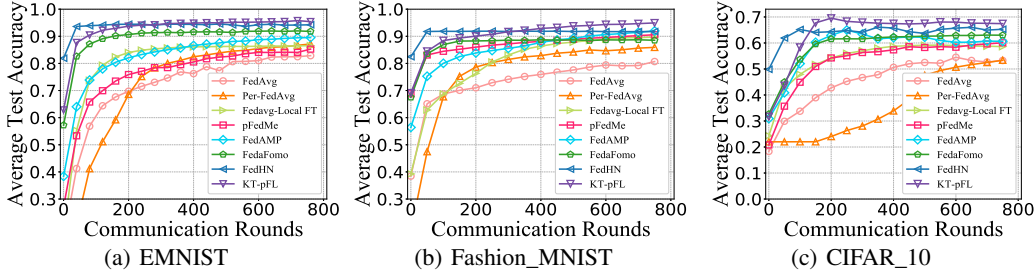 Average Test Accuracy
1.0
0.9
0.8
0.7
0.6
0.5
0.4
0.3
0 200 400 600 800
Communication Rounds
FedAvg
Per-FedAvg
Fedavg-Local FT
pFedMe
FedAMP
FedaFomo
FedHN
KT-pFL
(a) EMNIST
Average Test Accuracy
1.0
0.9
0.8
0.7
0.6
0.5
0.4
0.3
0 200 400 600 800
Communication Rounds
FedAvg
Per-FedAvg
Fedavg-Local FT
pFedMe
FedAMP
FedaFomo
FedHN
KT-pFL
(b) Fashion_MNIST
Average Test Accuracy
0.7
0.6
0.5
0.4
0.3
0.2
0.1
0.0
0 200 400 600 800
Communication Rounds
FedAvg
Per-FedAvg
Fedavg-Local FT
pFedMe
FedAMP
FedaFomo
FedHN
KT-pFL
(c) CIFAR_10